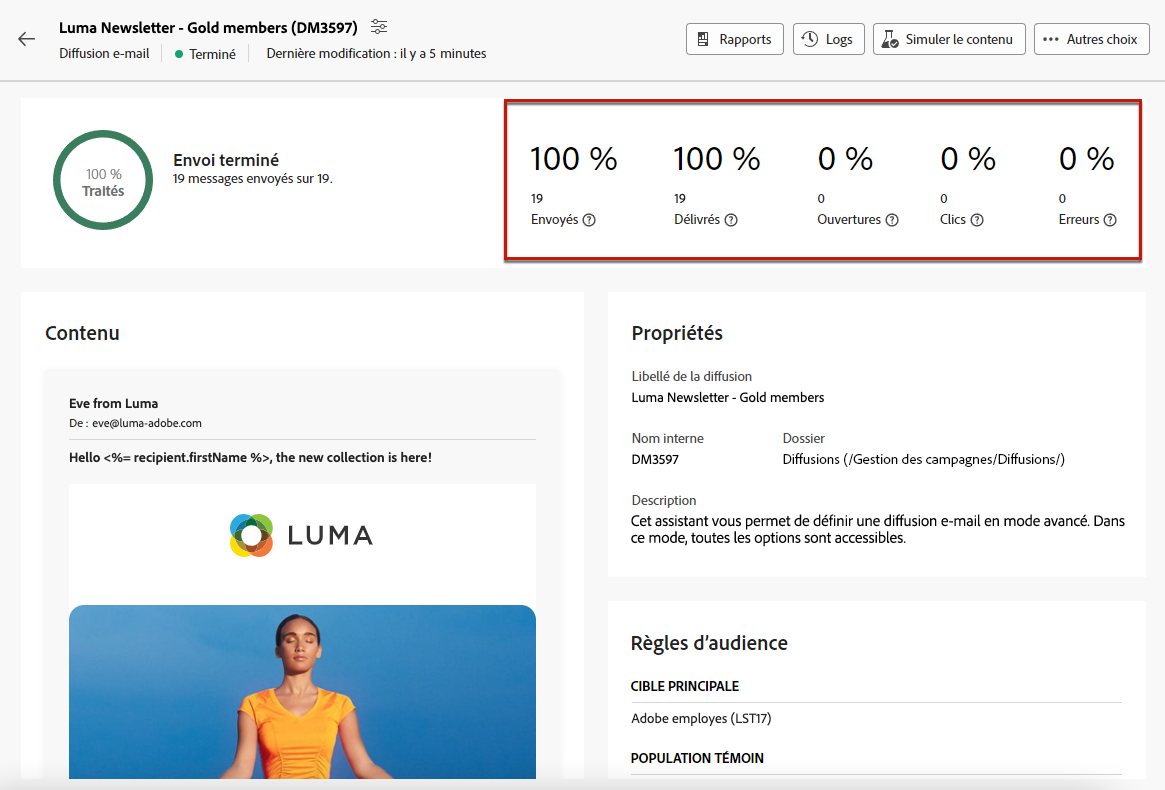 Luma Newsletter - Gold members (DM3597)
Diffusion e-mail
Terminé
Dernière modification : il y a 5 minutes
Rapports
Logs
Simuler le contenu
Autres choix
100 %
Traités
Envoi terminé
19 messages envoyés sur 19.
100 %
19
Envoyés
100 %
19
Délivrés
0 %
0
Ouvertures
0 %
0
Clics
0 %
0
Erreurs
Contenu
Eve from Luma
De : eve@luma-adobe.com
Hello <%= recipient.firstName %>, the new collection is here!
LUMA
Propriétés
Libellé de la diffusion
Luma Newsletter - Gold members
Nom interne
DM3597
Dossier
Diffusions (/Gestion des campagnes/Diffusions/)
Description
Cet assistant vous permet de définir une diffusion e-mail en mode avancé. Dans
ce mode, toutes les options sont accessibles.
Règles d’audience
CIBLE PRINCIPALE
Adobe employes (LST17)
POPULATION TÉMOIN